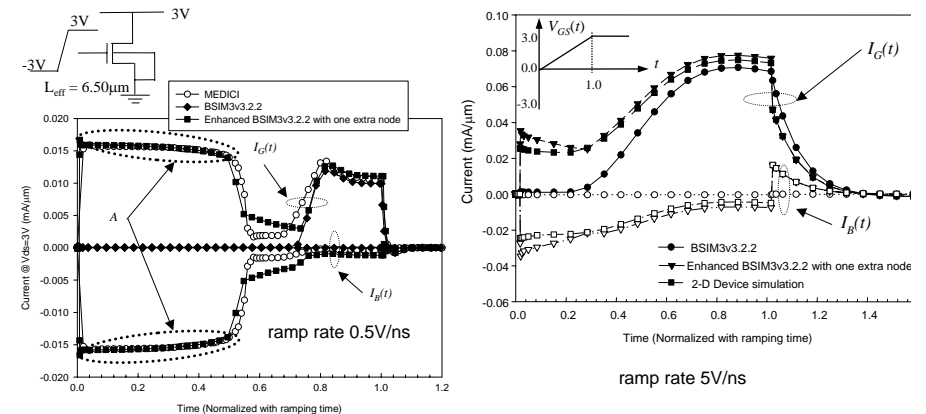 3V
3V
-3V
Leff = 6.50μm
MEDICI
BSIM3v3.2.2
Enhanced BSIM3v3.2.2 with one extra node
Current @Vds=3V (mA/μm)
0.020
0.015
0.010
0.005
0.000
-0.005
-0.010
-0.015
-0.020
A
IG(t)
IB(t)
ramp rate 0.5V/ns
0.0 0.2 0.4 0.6 0.8 1.0 1.2
Time (Normalized with ramping time)
Current (mA/μm)
0.10
0.08
0.06
0.04
0.02
0.00
-0.02
-0.04
-0.06
VGS(t)
3.0
0.0
-3.0
t
1.0
IG(t)
IB(t)
BSIM3v3.2.2
Enhanced BSIM3v3.2.2 with one extra node
2-D Device simulation
0.0 0.2 0.4 0.6 0.8 1.0 1.2 1.4
Time (Normalized with ramping time)
ramp rate 5V/ns